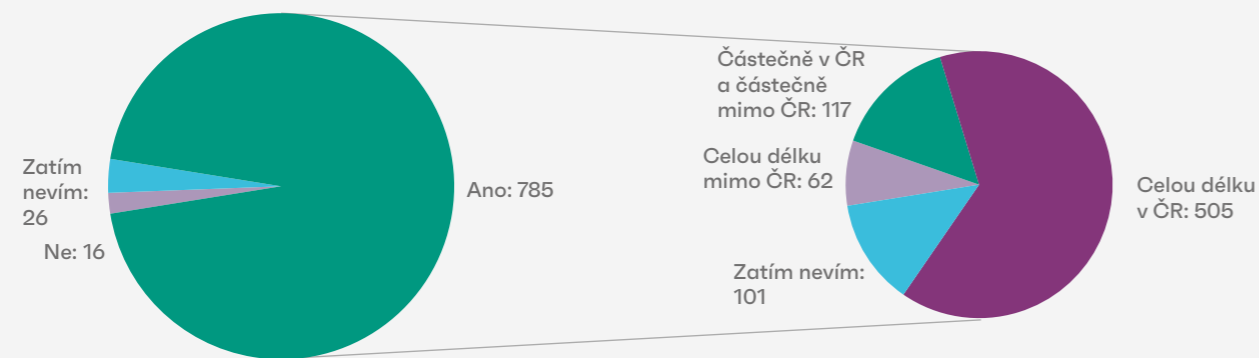 Zatím
nevím:
26
Ne: 16
Ano: 785
Částečně v ČR
a částečně
mimo ČR: 117
Celou délku
mimo ČR: 62
Zatím nevím:
101
Celou délku
v ČR: 505